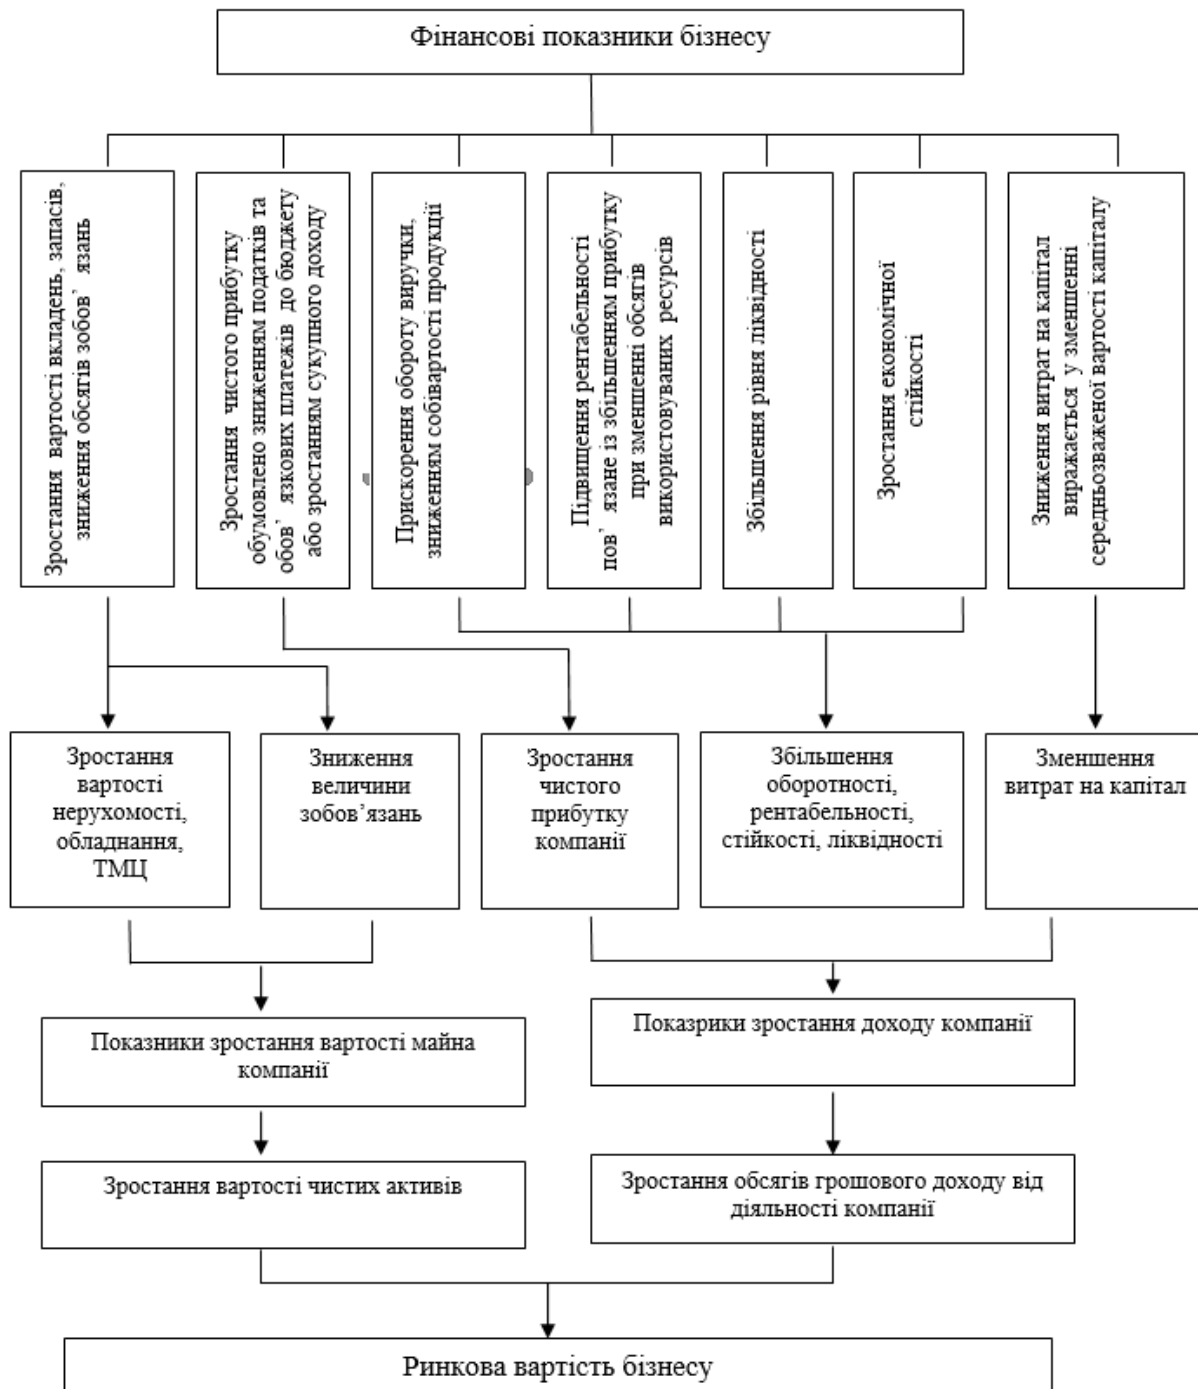 Фінансові показники бізнесу
Зростання вартості вкладень, запасів,
зниження обсягів зобов’ язань
Зростання чистого прибутку
обумовлено зниженням податків та
обов’ язкових платежів до бюджету
або зростанням сукупного доходу
Прискорення обороту виручки,
зниженням собівартості продукції
Підвищення рентабельності
пов’ язане із збільшенням прибутку
при зменшенні обсягів
використовуваних ресурсів
Збільшення рівня ліквідності
Зростання економічної
стійкості
Зниження витрат на капітал
виражається у зменшенні
середньозваженої вартості капіталу
Зростання
вартості
нерухомості,
обладнання,
ТМЦ
Зниження
величини
зобов’язань
Зростання
чистого
прибутку
компанії
Збільшення
оборотності,
рентабельності,
стійкості, ліквідності
Зменшення
витрат на капітал
Показники зростання вартості майна
компанії
Показрики зростання доходу компанії
Зростання вартості чистих активів
Зростання обсягів грошового доходу від
діяльності компанії
Ринкова вартість бізнесу